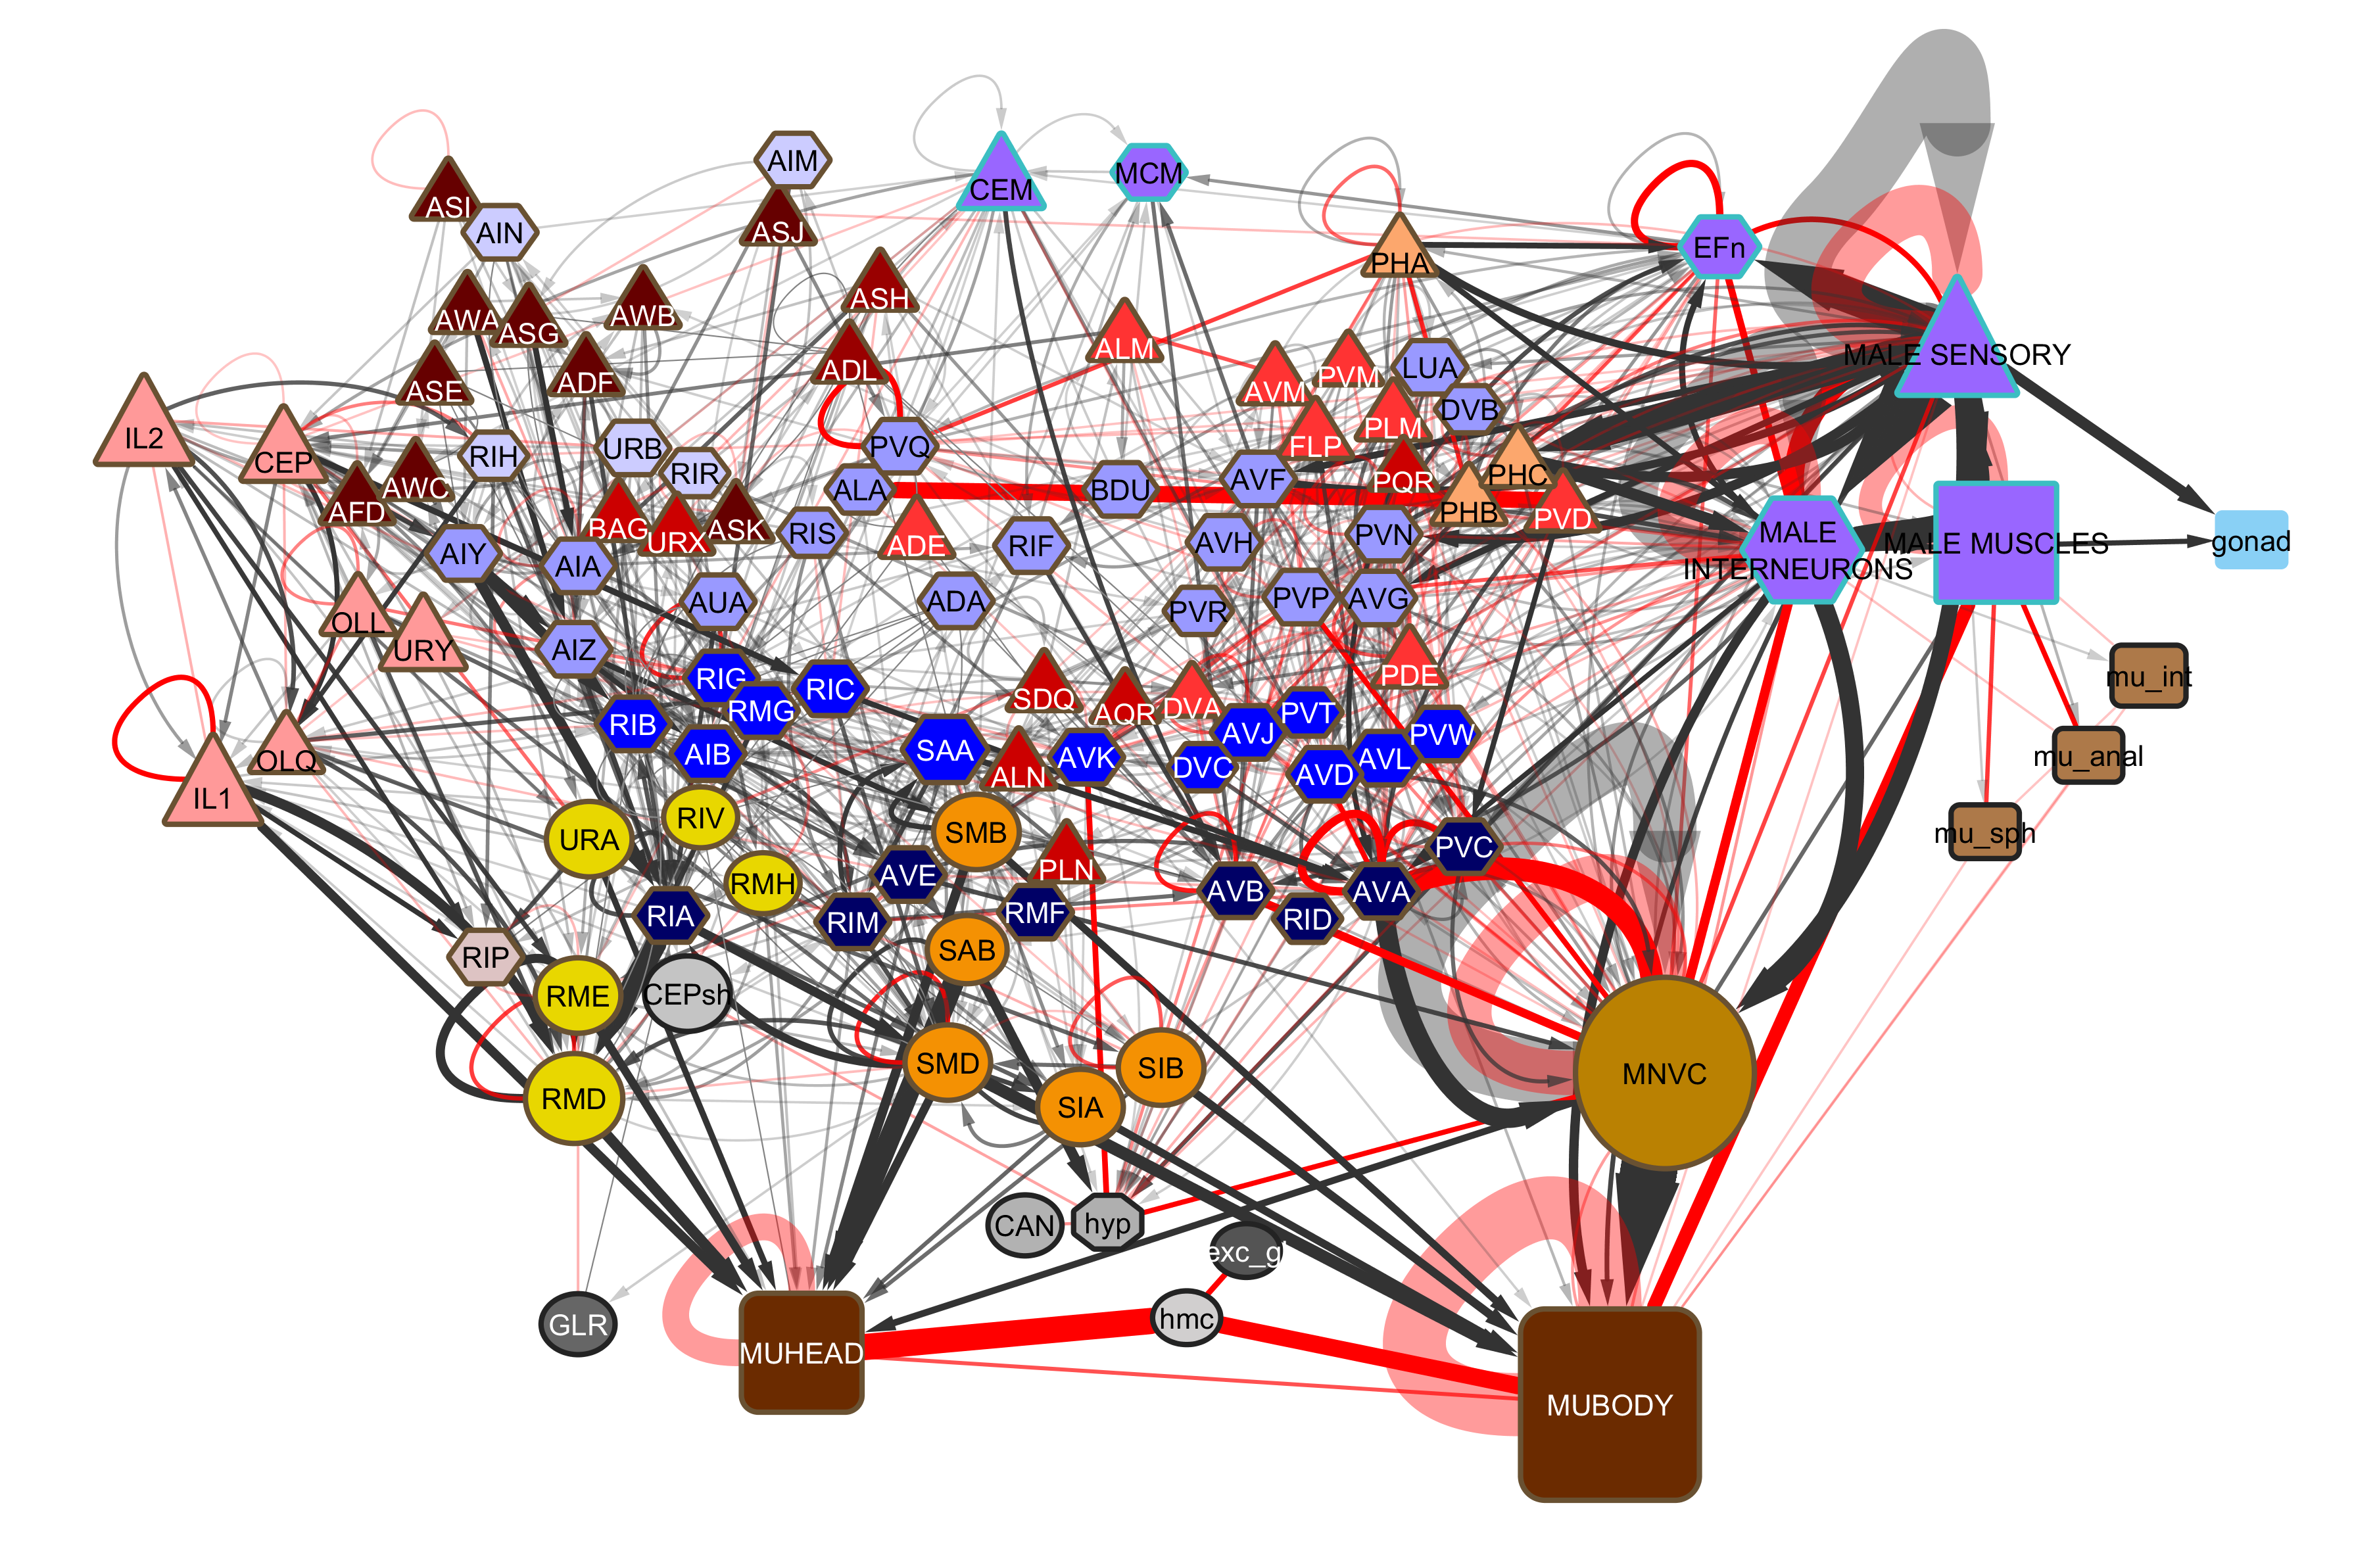 AIM
CEM
MCM
ASI
AIN
ASJ
EFn
PHA
ASH
AWA
ASG
AWB
ALM
MALE SENSORY
ADL
AVM
PVM
LUA
ASE
ADF
DVB
IL2
CEP
RIH
URB
PVQ
FLP
PLM
AWC
RIR
AFD
ALA
BDU
AVF
PQR
PHC
PHB
PVD
BAG
URX
ASK
RIS
ADE
RIF
AVH
PVN
MALE
INTERNEURONS
MALE MUSCLES
gonad
AIY
AIA
AUA
ADA
PVR
PVP
AVG
OLL
URY
AIZ
RIG
RIC
PDE
mu_int
RIB
RMG
SDQ
AQR
DVA
PVT
AIB
SAA
AVK
AVJ
PVW
OLQ
ALN
DVC
AVD
AVL
mu_anal
IL1
URA
RIV
SMB
PVC
mu_sph
RMH
AVE
PLN
AVB
AVA
RIA
RIM
RMF
RID
RIP
SAB
RME
CEPsh
SMD
SIB
MNVC
RMD
SIA
CAN
hyp
exc_g
GLR
hmc
MUHEAD
MUBODY